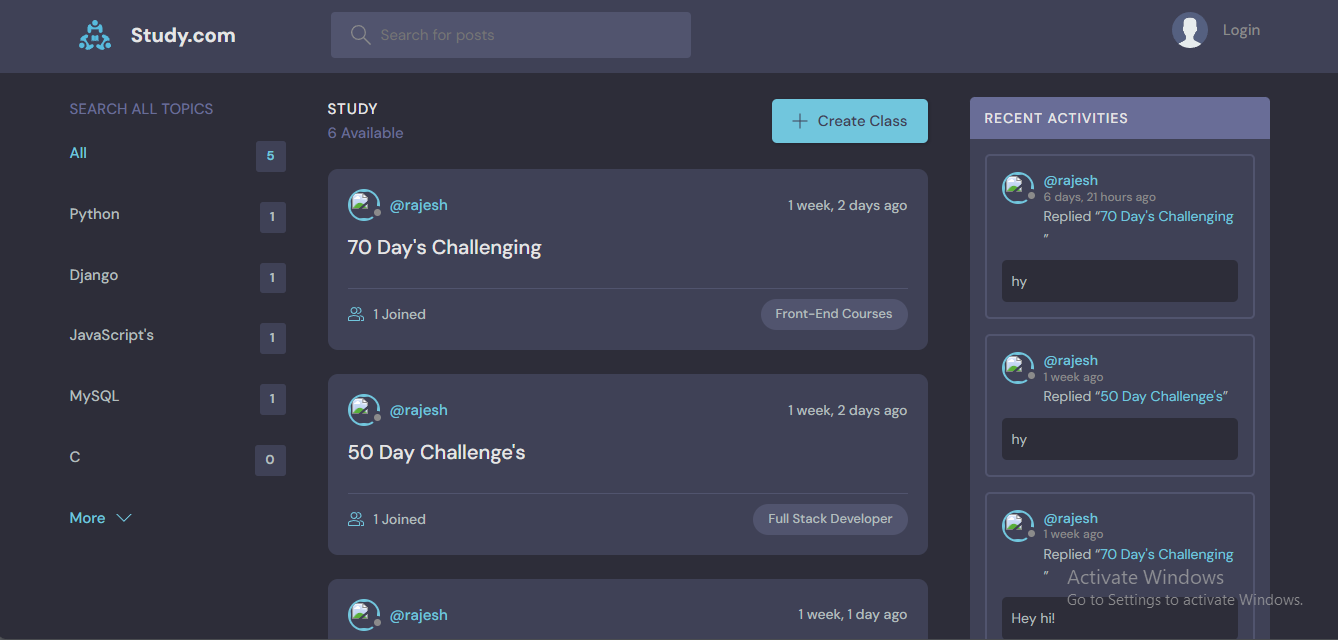 Study.com
Search for posts
Login
SEARCH ALL TOPICS
All
5
Python
1
Django
1
JavaScript's
1
MySQL
1
C
0
More
STUDY
6 Available
Create Class
@rajesh
1 week, 2 days ago
70 Day's Challenging
1 Joined
Front-End Courses
@rajesh
1 week, 2 days ago
50 Day Challenge's
1 Joined
Full Stack Developer
@rajesh
1 week, 1 day ago
RECENT ACTIVITIES
@rajesh
6 days, 21 hours ago
Replied “70 Day's Challenging
”
hy
@rajesh
1 week ago
Replied “50 Day Challenge's”
hy
@rajesh
1 week ago
Replied “70 Day's Challenging
”
Hey hi!
Activate Windows
Go to Settings to activate Windows.